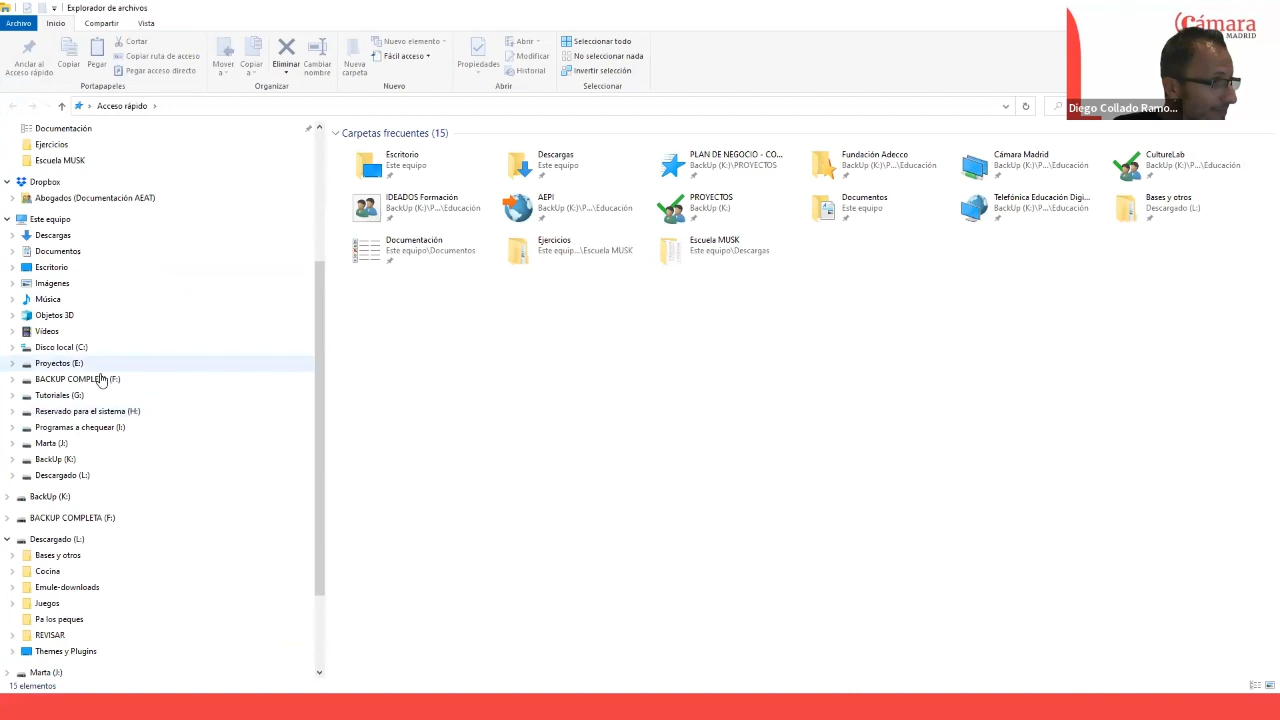 Explorador de archivos
Archivo Inicio Compartir Vista
Anclar al Acceso rápido
Copiar
Pegar
Cortar
Copiar ruta de acceso
Pegar acceso directo
Portapapeles
Mover a
Copiar a
Eliminar
Cambiar nombre
Organizar
Nueva carpeta
Nuevo elemento
Fácil acceso
Nuevo
Propiedades
Abrir
Modificar
Historial
Abrir
Seleccionar todo
No seleccionar nada
Invertir selección
Seleccionar
Cámara
MADRID
Diego Collado Ramo...
Acceso rápido
Documentación
Ejercicios
Escuela MUSK
Dropbox
Abogados (Documentación AEAT)
Este equipo
Descargas
Documentos
Escritorio
Imágenes
Música
Objetos 3D
Vídeos
Disco local (C:)
Proyectos (E:)
BACKUP COMPLETA (F:)
Tutoriales (G:)
Reservado para el sistema (H:)
Programas a chequear (I:)
Marta (J:)
BackUp (K:)
Descargado (L:)
BackUp (K:)
BACKUP COMPLETA (F:)
Descargado (L:)
Bases y otros
Cocina
Emule-downloads
Juegos
Pa los peques
REVISAR
Themes y Plugins
Marta (J:)
15 elementos
Carpetas frecuentes (15)
Escritorio
Este equipo
Descargas
Este equipo
PLAN DE NEGOCIO - CO...
BackUp (K:)\PROYECTOS
Fundación Adecco
BackUp (K:)\P...\Educación
Cámara Madrid
BackUp (K:)\P...\Educación
CultureLab
BackUp (K:)\P...\Educación
IDEADOS Formación
BackUp (K:)\P...\Educación
AEPI
BackUp (K:)\P...\Educación
PROYECTOS
BackUp (K:)
Documentos
Este equipo
Telefónica Educación Digi...
BackUp (K:)\P...\Educación
Bases y otros
Descargado (L:)
Documentación
Este equipo\Documentos
Ejercicios
Este equip...\Escuela MUSK
Escuela MUSK
Este equipo\Descargas